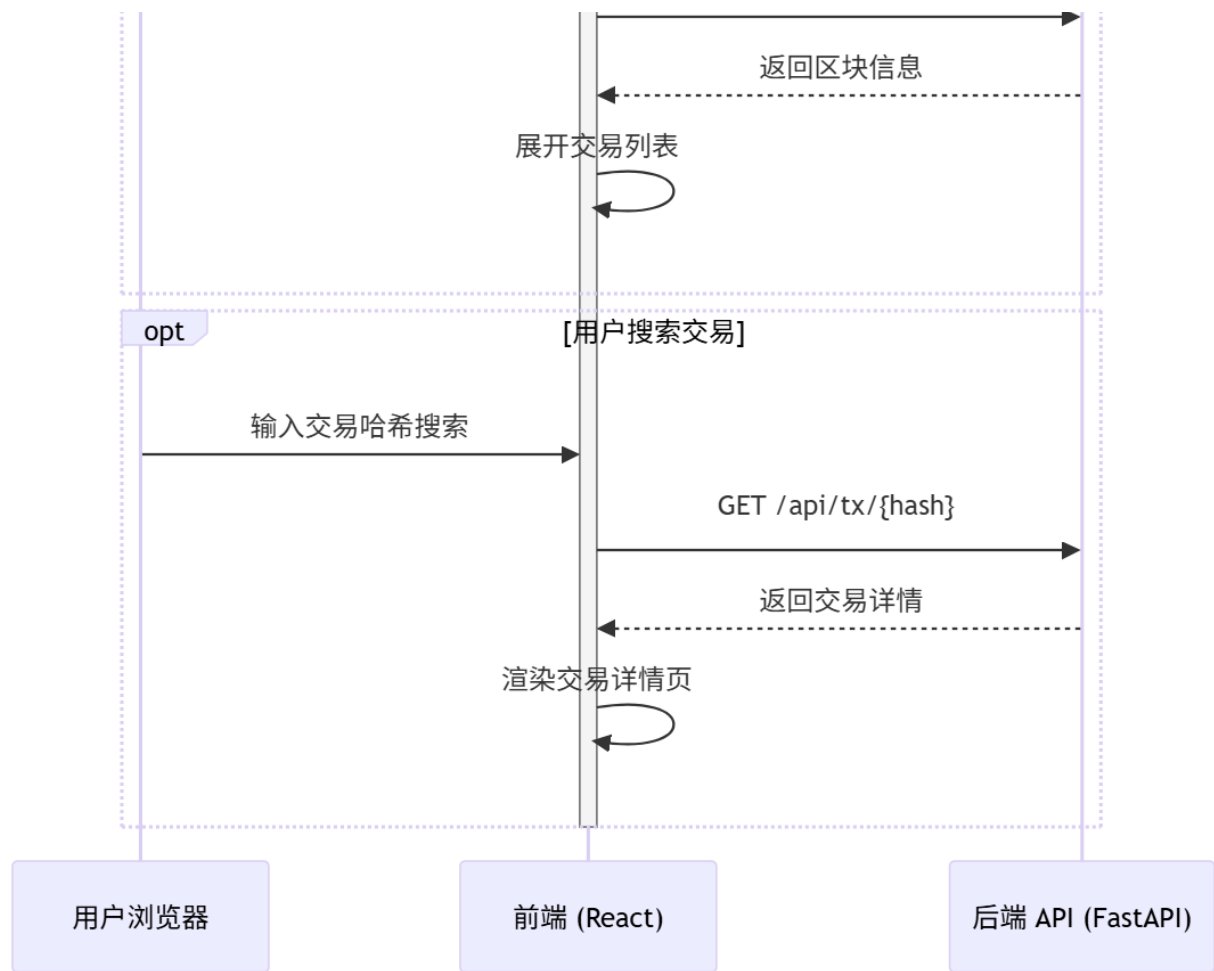 返回区块信息
展开交易列表
opt
[用户搜索交易]
输入交易哈希搜索
GET /api/tx/{hash}
返回交易详情
渲染交易详情页
用户浏览器
前端 (React)
后端 API (FastAPI)